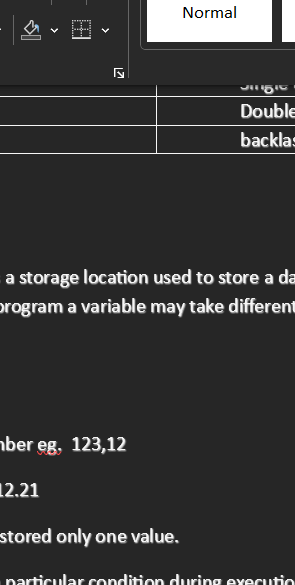 Normal
Single
Double
backlas
a storage location used to store a da
program a variable may take different
mber eg. 123,12
12.21
stored only one value.
particular condition during executio